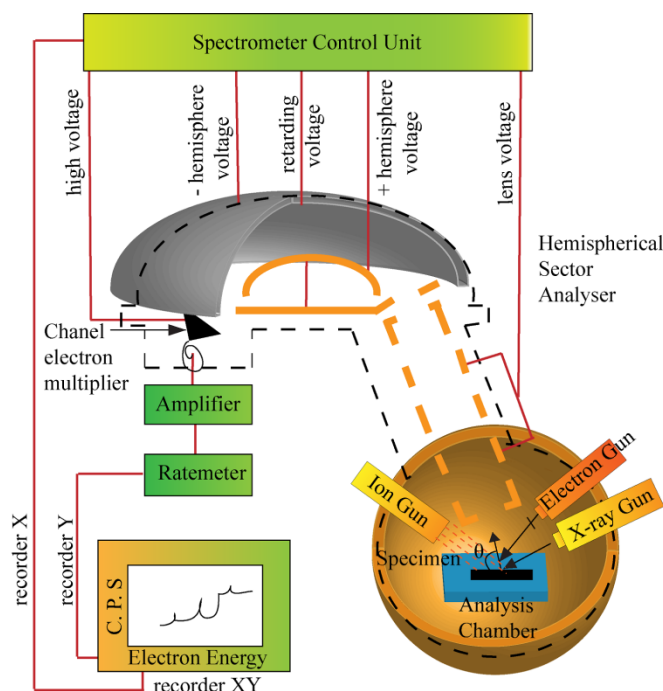 Spectrometer Control Unit
high voltage
- hemisphere
voltage
retarding
voltage
+ hemisphere
voltage
lens voltage
Hemispherical
Sector
Analyser
Chanel
electron
multiplier
Amplifier
Ratemeter
recorder X
recorder Y
C. P. S
Electron Energy
recorder XY
Ion Gun
Electron Gun
X-ray Gun
Specimen
θ
Analysis
Chamber